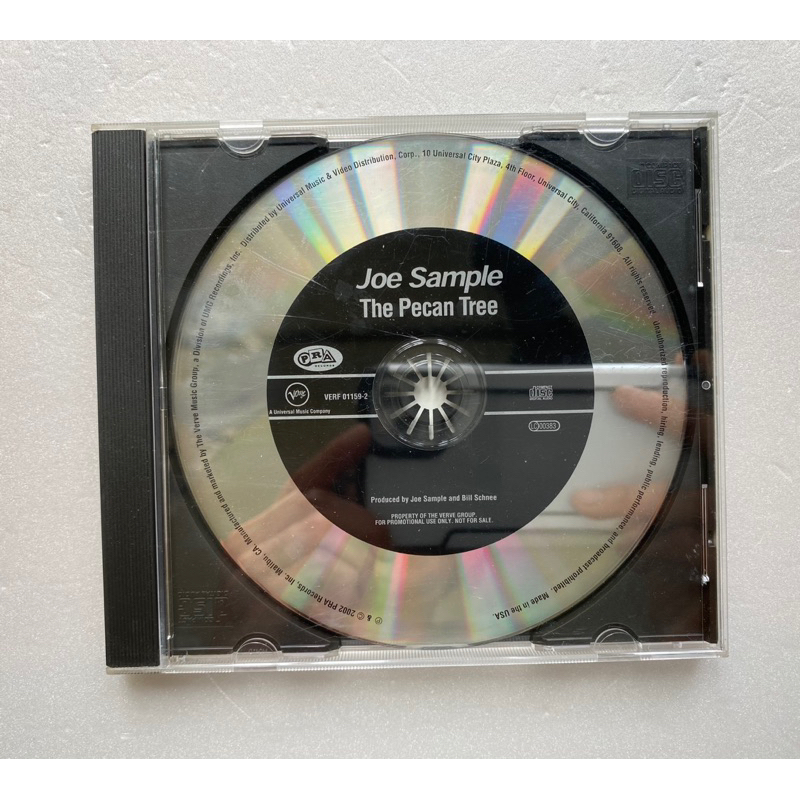 Joe Sample
The Pecan Tree
PRA
RECORDS
Verve
VERF 01159-2
A Universal Music Company
COMPACT
disc
DIGITAL AUDIO
LC00383
Produced by Joe Sample and Bill Schnee
PROPERTY OF THE VERVE GROUP.
FOR PROMOTIONAL USE ONLY. NOT FOR SALE.
℗ & © 2002 PRA Records, Inc. Malibu, CA. Manufactured and marketed by The Verve Music Group, a Division of UMG Recordings, Inc. Distributed by Universal Music & Video Distribution, Corp., 10 Universal City Plaza, 4th Floor, Universal City, California 91608. All rights reserved. Unauthorized reproduction, hiring, lending, public performance, and broadcast prohibited. Made in the USA.
DISC